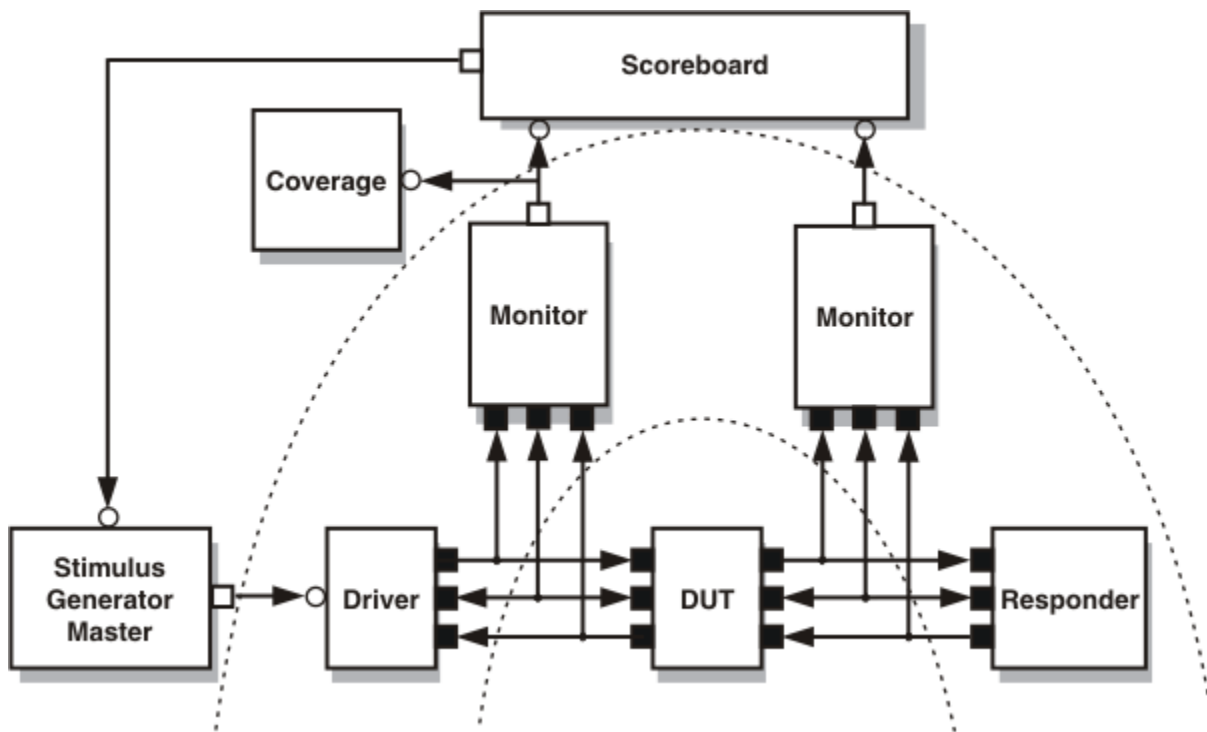 Scoreboard
Coverage
Monitor
Monitor
Stimulus
Generator
Master
Driver
DUT
Responder